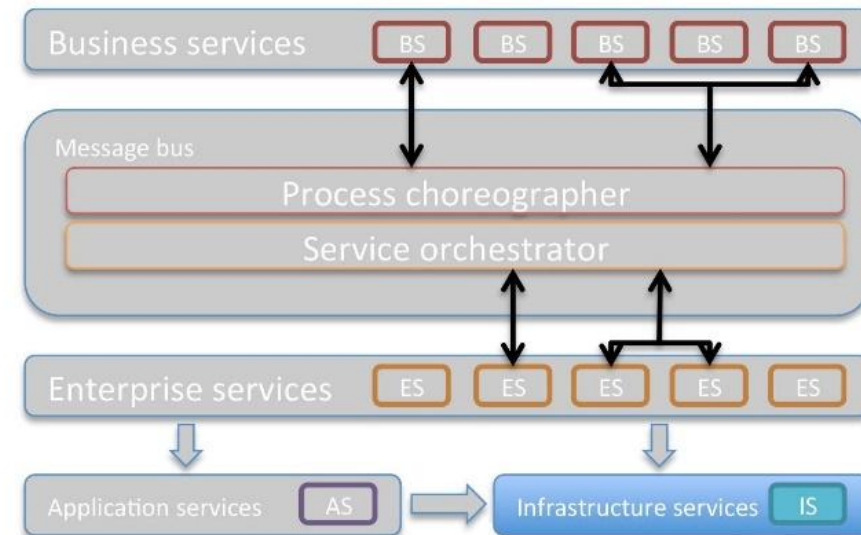 Business services BS BS BS BS BS
Message bus
Process choreographer
Service orchestrator
Enterprise services ES ES ES ES ES
Application services AS Infrastructure services IS